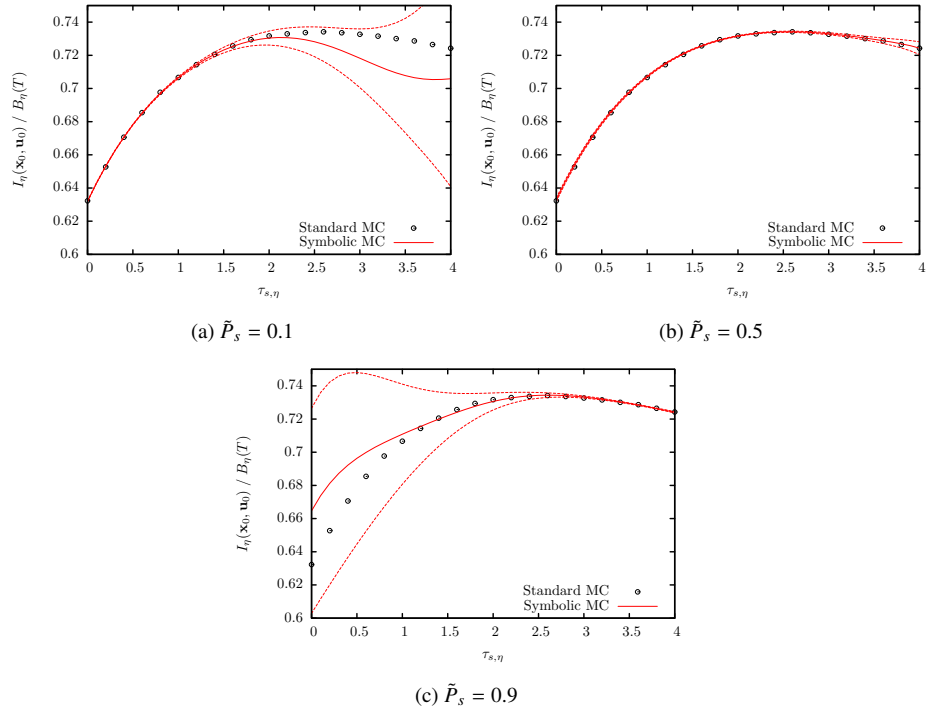 0.74
0.72
0.7
0.68
0.66
0.64
0.62
0.6
I_η(x₀, u₀) / B_η(T)
Standard MC
Symbolic MC
0 0.5 1 1.5 2 2.5 3 3.5 4
τ_{s,η}
(a) P̃_s = 0.1
0.74
0.72
0.7
0.68
0.66
0.64
0.62
0.6
I_η(x₀, u₀) / B_η(T)
Standard MC
Symbolic MC
0 0.5 1 1.5 2 2.5 3 3.5 4
τ_{s,η}
(b) P̃_s = 0.5
0.74
0.72
0.7
0.68
0.66
0.64
0.62
0.6
I_η(x₀, u₀) / B_η(T)
Standard MC
Symbolic MC
0 0.5 1 1.5 2 2.5 3 3.5 4
τ_{s,η}
(c) P̃_s = 0.9